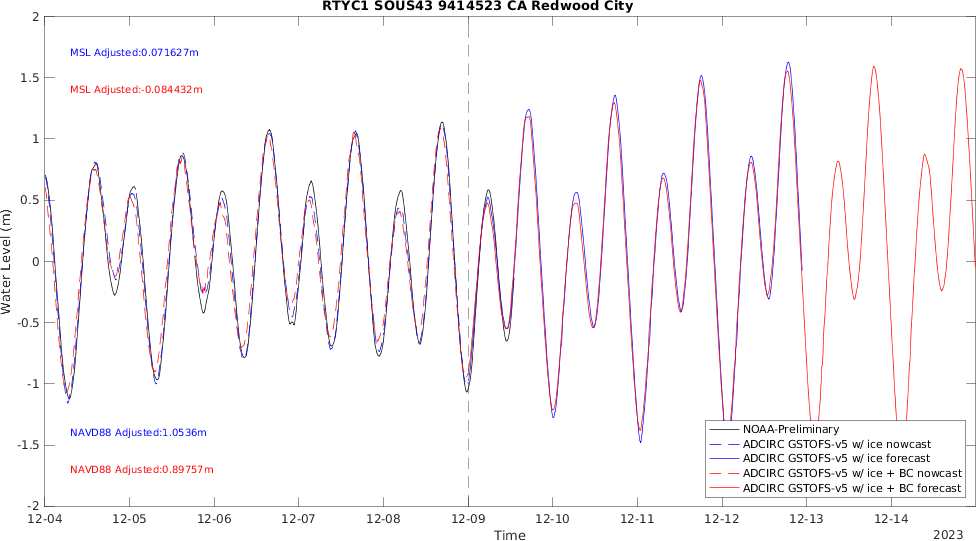 RTYC1 SOUS43 9414523 CA Redwood City
2
1.5
1
0.5
0
-0.5
-1
-1.5
-2
Water Level (m)
MSL Adjusted:0.071627m
MSL Adjusted:-0.084432m
NAVD88 Adjusted:1.0536m
NAVD88 Adjusted:0.89757m
NOAA-Preliminary
ADCIRC GSTOFS-v5 w/ ice nowcast
ADCIRC GSTOFS-v5 w/ ice forecast
ADCIRC GSTOFS-v5 w/ ice + BC nowcast
ADCIRC GSTOFS-v5 w/ ice + BC forecast
12-04 12-05 12-06 12-07 12-08 12-09 12-10 12-11 12-12 12-13 12-14
Time
2023